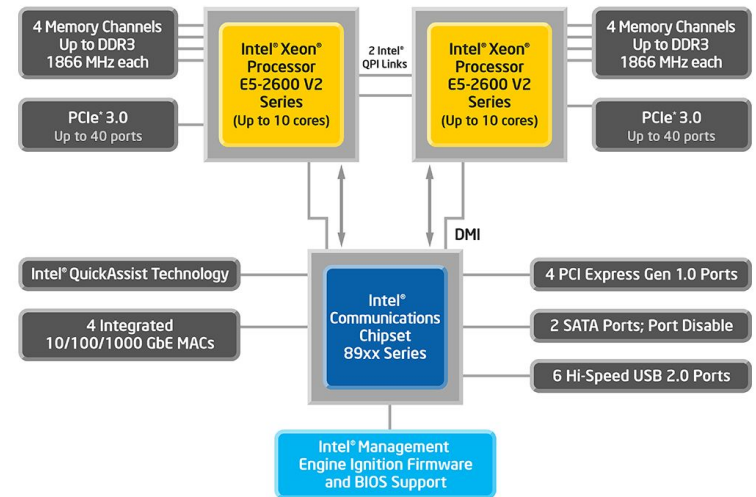 4 Memory Channels
Up to DDR3
1866 MHz each
Intel® Xeon®
Processor
E5-2600 V2
Series
(Up to 10 cores)
2 Intel®
QPI Links
Intel® Xeon®
Processor
E5-2600 V2
Series
(Up to 10 cores)
4 Memory Channels
Up to DDR3
1866 MHz each
PCIe* 3.0
Up to 40 ports
PCIe* 3.0
Up to 40 ports
DMI
Intel® QuickAssist Technology
4 Integrated
10/100/1000 GbE MACs
Intel®
Communications
Chipset
89xx Series
4 PCI Express Gen 1.0 Ports
2 SATA Ports; Port Disable
6 Hi-Speed USB 2.0 Ports
Intel® Management
Engine Ignition Firmware
and BIOS Support